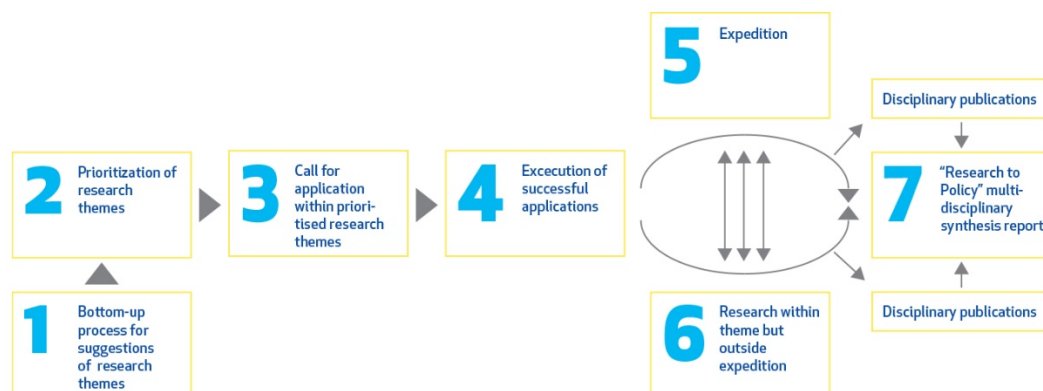 1
Bottom-up
process for
suggestions
of research
themes
2
Prioritization of
research
themes
3
Call for
application
within priori-
tised research
themes
4
Excecution of
successful
applications
5
Expedition
6
Research within
theme but
outside
expedition
Disciplinary publications
7
“Research to
Policy” multi-
disciplinary
synthesis report
Disciplinary publications